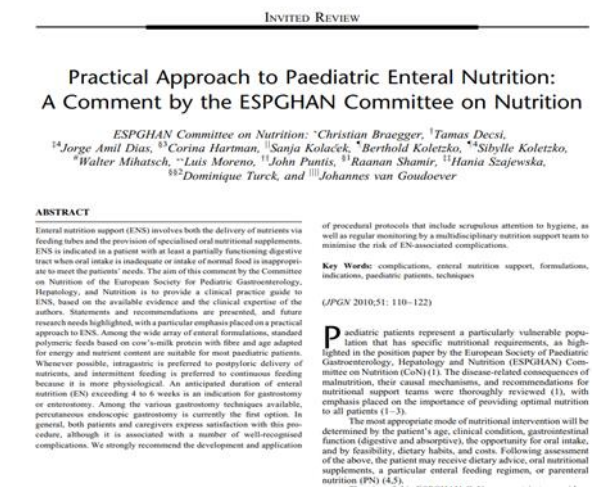 INVITED REVIEW
Practical Approach to Paediatric Enteral Nutrition:
A Comment by the ESPGHAN Committee on Nutrition
ESPGHAN Committee on Nutrition: *Christian Braegger, †Tamas Decsi,
‡4Jorge Amil Dias, §3Corina Hartman, ||Sanja Kolaček, ¶Berthold Koletzko, ¶4Sibylle Koletzko,
#Walter Mihatsch, **Luis Moreno, ††John Puntis, §1Raanan Shamir, ‡‡Hania Szajewska,
§§2Dominique Turck, and ||||Johannes van Goudoever
ABSTRACT
Enteral nutrition support (ENS) involves both the delivery of nutrients via
feeding tubes and the provision of specialised oral nutritional supplements.
ENS is indicated in a patient with at least a partially functioning digestive
tract when oral intake is inadequate or intake of normal food is inappropri-
ate to meet the patients' needs. The aim of this comment by the Committee
on Nutrition of the European Society for Pediatric Gastroenterology,
Hepatology, and Nutrition is to provide a clinical practice guide to
ENS, based on the available evidence and the clinical expertise of the
authors. Statements and recommendations are presented, and future
research needs highlighted, with a particular emphasis placed on a practical
approach to ENS. Among the wide array of enteral formulations, standard
polymeric feeds based on cow's-milk protein with fibre and age adapted
for energy and nutrient content are suitable for most paediatric patients.
Whenever possible, intragastric is preferred to postpyloric delivery of
nutrients, and intermittent feeding is preferred to continuous feeding
because it is more physiological. An anticipated duration of enteral
nutrition (EN) exceeding 4 to 6 weeks is an indication for gastrostomy
or enterostomy. Among the various gastrostomy techniques available,
percutaneous endoscopic gastrostomy is currently the first option. In
general, both patients and caregivers express satisfaction with this pro-
cedure, although it is associated with a number of well-recognised
complications. We strongly recommend the development and application
of procedural protocols that include scrupulous attention to hygiene, as
well as regular monitoring by a multidisciplinary nutrition support team to
minimise the risk of EN-associated complications.
Key Words: complications, enteral nutrition support, formulations,
indications, paediatric patients, techniques
(JPGN 2010;51: 110–122)
Paediatric patients represent a particularly vulnerable popu-
lation that has specific nutritional requirements, as high-
lighted in the position paper by the European Society of Paediatric
Gastroenterology, Hepatology and Nutrition (ESPGHAN) Com-
mittee on Nutrition (CoN) (1). The disease-related consequences of
malnutrition, their causal mechanisms, and recommendations for
nutritional support teams were thoroughly reviewed (1), with
emphasis placed on the importance of providing optimal nutrition
to all patients (1–3).
The most appropriate mode of nutritional intervention will be
determined by the patient's age, clinical condition, gastrointestinal
function (digestive and absorptive), the opportunity for oral intake,
and by feasibility, dietary habits, and costs. Following assessment
of the above, the patient may receive dietary advice, oral nutritional
supplements, a particular enteral feeding regimen, or parenteral
nutrition (PN) (4,5).